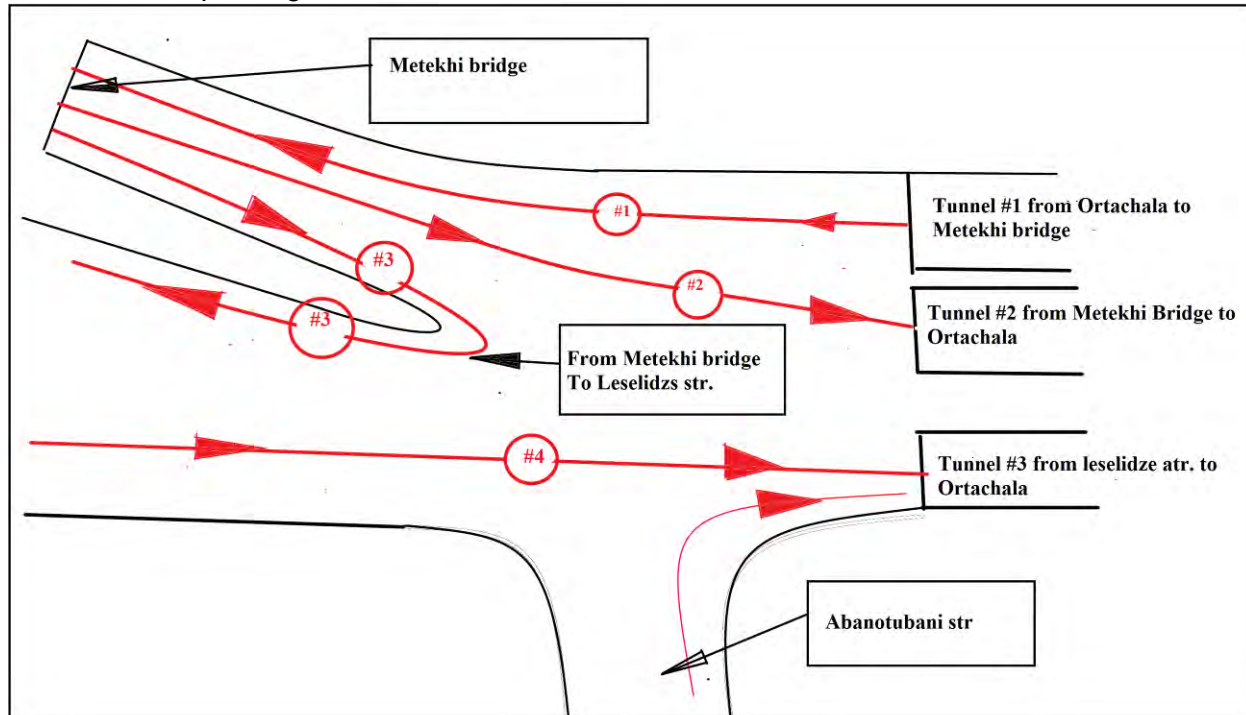 Metekhi bridge
#1
Tunnel #1 from Ortachala to
Metekhi bridge
#3
#2
#3
Tunnel #2 from Metekhi Bridge to
Ortachala
From Metekhi bridge
To Leselidzs str.
#4
Tunnel #3 from leselidze atr. to
Ortachala
Abanotubani str